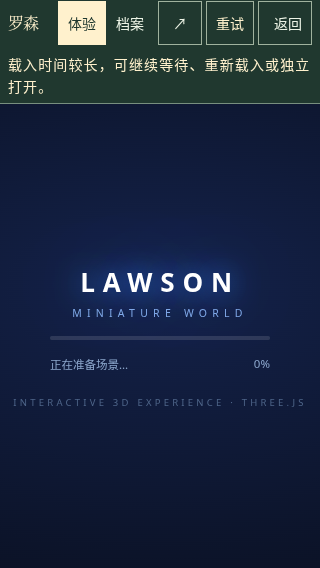 罗森 体验 档案 ↗ 重试 返回
载入时间较长，可继续等待、重新载入或独立
打开。
LAWSON
MINIATURE WORLD
正在准备场景... 0%
INTERACTIVE 3D EXPERIENCE · THREE.JS